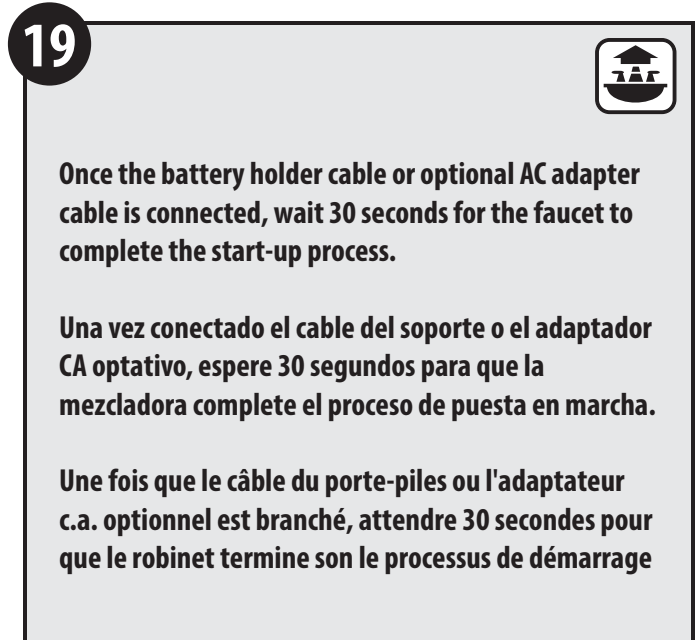 19
Once the battery holder cable or optional AC adapter
cable is connected, wait 30 seconds for the faucet to
complete the start-up process.
Una vez conectado el cable del soporte o el adaptador
CA optativo, espere 30 segundos para que la
mezcladora complete el proceso de puesta en marcha.
Une fois que le câble du porte-piles ou l'adaptateur
c.a. optionnel est branché, attendre 30 secondes pour
que le robinet termine son le processus de démarrage